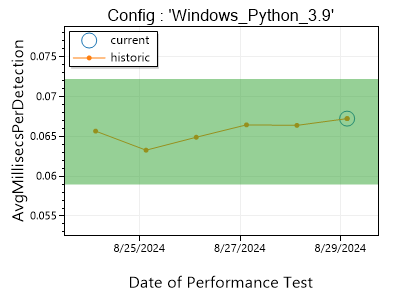 Config : 'Windows_Python_3.9'
current
historic
0.075
0.07
0.065
0.06
0.055
AvgMillisecsPerDetection
8/25/2024
8/27/2024
8/29/2024
Date of Performance Test